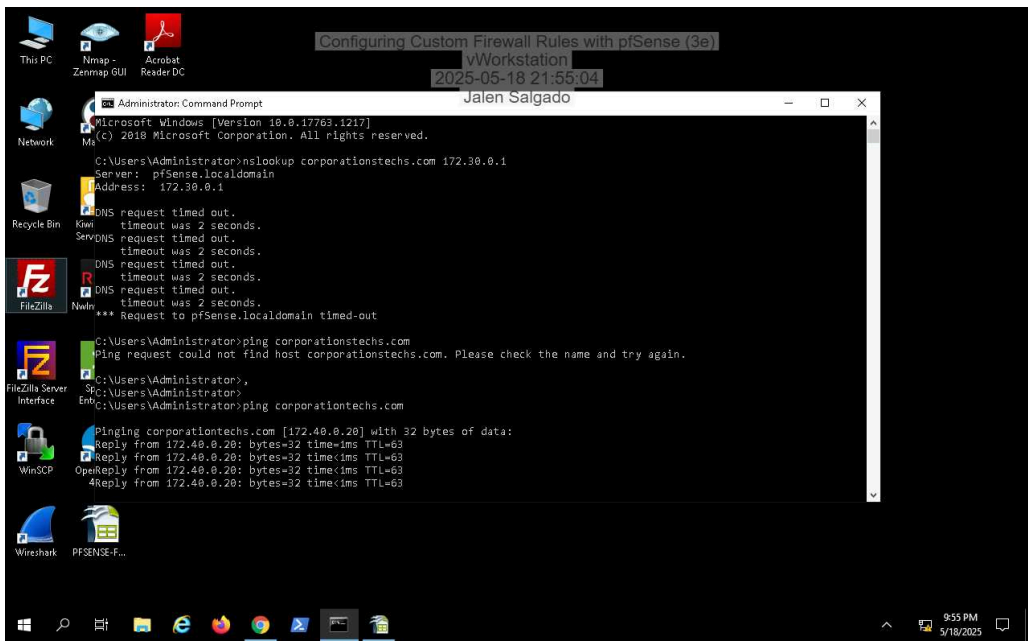 Configuring Custom Firewall Rules with pfSense (3e)
vWorkstation
2025-05-18 21:55:04
Jalen Salgado
This PC
Nmap -
Zenmap GUI
Acrobat
Reader DC
Network
Recycle Bin
Kiwi
Serv
FileZilla
NwInv
FileZilla Server
Interface
Sp
Ente
WinSCP
Ope
4
Wireshark
PFSENSE-F...
Administrator: Command Prompt
Microsoft Windows [Version 10.0.17763.1217]
(c) 2018 Microsoft Corporation. All rights reserved.
C:\Users\Administrator>nslookup corporationstechs.com 172.30.0.1
Server:  pfSense.localdomain
Address:  172.30.0.1
DNS request timed out.
timeout was 2 seconds.
DNS request timed out.
timeout was 2 seconds.
DNS request timed out.
timeout was 2 seconds.
DNS request timed out.
timeout was 2 seconds.
*** Request to pfSense.localdomain timed-out
C:\Users\Administrator>ping corporationstechs.com
Ping request could not find host corporationstechs.com. Please check the name and try again.
C:\Users\Administrator>,
C:\Users\Administrator>
C:\Users\Administrator>ping corporationtechs.com
Pinging corporationtechs.com [172.40.0.20] with 32 bytes of data:
Reply from 172.40.0.20: bytes=32 time=1ms TTL=63
Reply from 172.40.0.20: bytes=32 time<1ms TTL=63
Reply from 172.40.0.20: bytes=32 time<1ms TTL=63
Reply from 172.40.0.20: bytes=32 time<1ms TTL=63
9:55 PM
5/18/2025